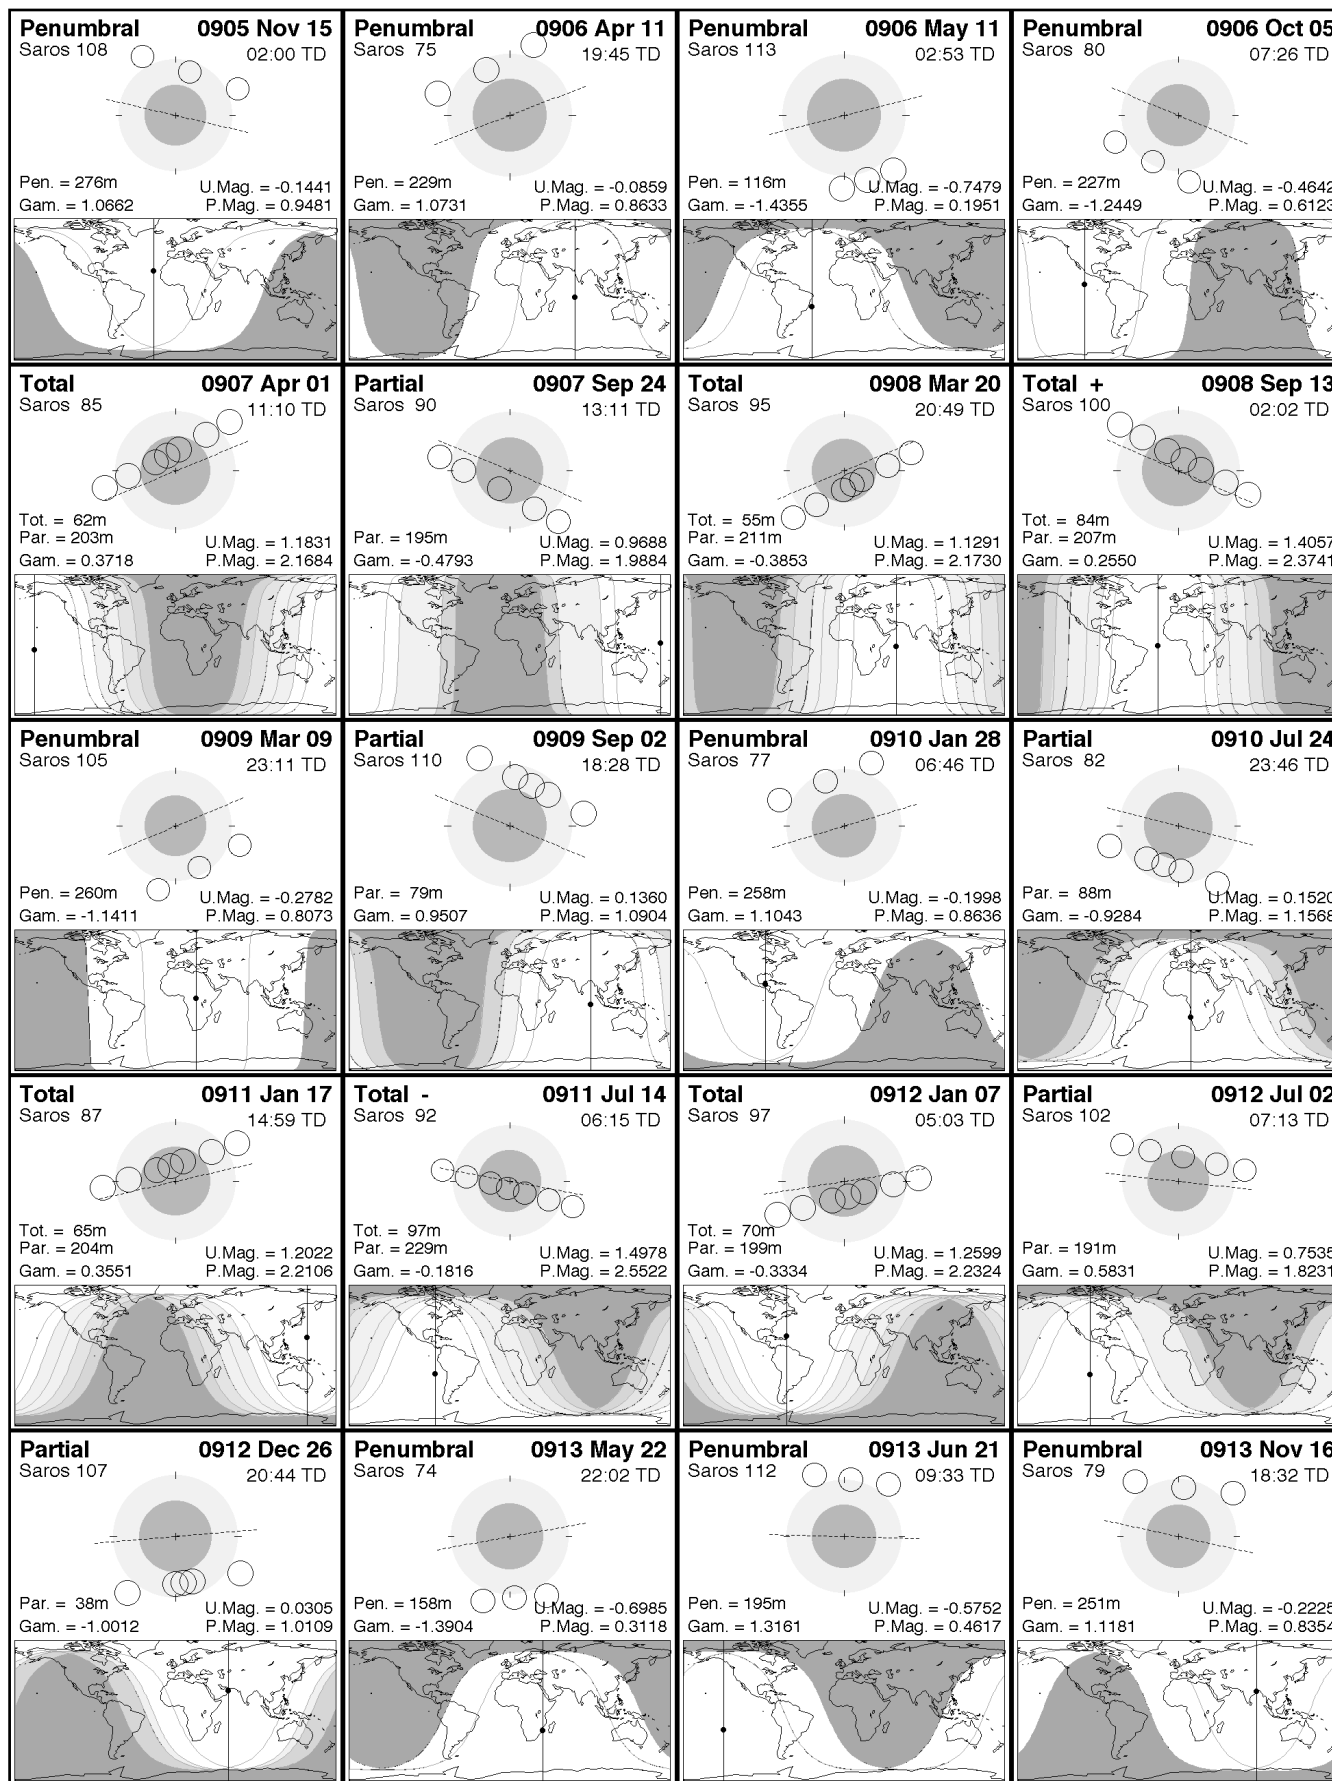 Penumbral 0905 Nov 15
Saros 108 02:00 TD
Pen. = 276m U.Mag. = -0.1441
Gam. = 1.0662 P.Mag. = 0.9481
Penumbral 0906 Apr 11
Saros 75 19:45 TD
Pen. = 229m U.Mag. = -0.0859
Gam. = 1.0731 P.Mag. = 0.8633
Penumbral 0906 May 11
Saros 113 02:53 TD
Pen. = 116m U.Mag. = -0.7479
Gam. = -1.4355 P.Mag. = 0.1951
Penumbral 0906 Oct 05
Saros 80 07:26 TD
Pen. = 227m U.Mag. = -0.4642
Gam. = -1.2449 P.Mag. = 0.6123
Total 0907 Apr 01
Saros 85 11:10 TD
Tot. = 62m
Par. = 203m U.Mag. = 1.1831
Gam. = 0.3718 P.Mag. = 2.1684
Partial 0907 Sep 24
Saros 90 13:11 TD
Par. = 195m U.Mag. = 0.9688
Gam. = -0.4793 P.Mag. = 1.9884
Total 0908 Mar 20
Saros 95 20:49 TD
Tot. = 55m
Par. = 211m U.Mag. = 1.1291
Gam. = -0.3853 P.Mag. = 2.1730
Total + 0908 Sep 13
Saros 100 02:02 TD
Tot. = 84m
Par. = 207m U.Mag. = 1.4057
Gam. = 0.2550 P.Mag. = 2.3741
Penumbral 0909 Mar 09
Saros 105 23:11 TD
Pen. = 260m U.Mag. = -0.2782
Gam. = -1.1411 P.Mag. = 0.8073
Partial 0909 Sep 02
Saros 110 18:28 TD
Par. = 79m U.Mag. = 0.1360
Gam. = 0.9507 P.Mag. = 1.0904
Penumbral 0910 Jan 28
Saros 77 06:46 TD
Pen. = 258m U.Mag. = -0.1998
Gam. = 1.1043 P.Mag. = 0.8636
Partial 0910 Jul 24
Saros 82 23:46 TD
Par. = 88m U.Mag. = 0.1520
Gam. = -0.9284 P.Mag. = 1.1568
Total 0911 Jan 17
Saros 87 14:59 TD
Tot. = 65m
Par. = 204m U.Mag. = 1.2022
Gam. = 0.3551 P.Mag. = 2.2106
Total - 0911 Jul 14
Saros 92 06:15 TD
Tot. = 97m
Par. = 229m U.Mag. = 1.4978
Gam. = -0.1816 P.Mag. = 2.5522
Total 0912 Jan 07
Saros 97 05:03 TD
Tot. = 70m
Par. = 199m U.Mag. = 1.2599
Gam. = -0.3334 P.Mag. = 2.2324
Partial 0912 Jul 02
Saros 102 07:13 TD
Par. = 191m U.Mag. = 0.7535
Gam. = 0.5831 P.Mag. = 1.8231
Partial 0912 Dec 26
Saros 107 20:44 TD
Par. = 38m U.Mag. = 0.0305
Gam. = -1.0012 P.Mag. = 1.0109
Penumbral 0913 May 22
Saros 74 22:02 TD
Pen. = 158m U.Mag. = -0.6985
Gam. = -1.3904 P.Mag. = 0.3118
Penumbral 0913 Jun 21
Saros 112 09:33 TD
Pen. = 195m U.Mag. = -0.5752
Gam. = 1.3161 P.Mag. = 0.4617
Penumbral 0913 Nov 16
Saros 79 18:32 TD
Pen. = 251m U.Mag. = -0.2225
Gam. = 1.1181 P.Mag. = 0.8354